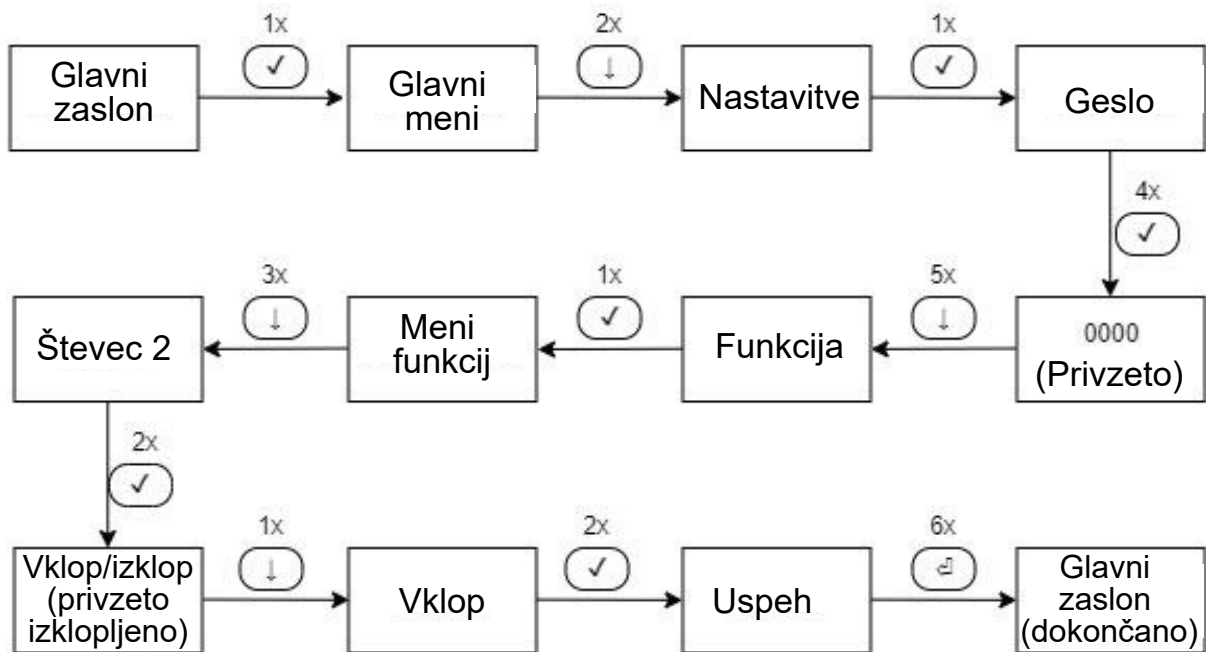 1x
✓
2x
↓
1x
✓
Glavni
zaslon
Glavni
meni
Nastavitve
Geslo
4x
✓
3x
↓
1x
✓
5x
↓
Števec 2
Meni
funkcij
Funkcija
0000
(Privzeto)
2x
✓
1x
↓
2x
✓
6x
⏎
Vklop/izklop
(privzeto
izklopljeno)
Vklop
Uspeh
Glavni
zaslon
(dokončano)